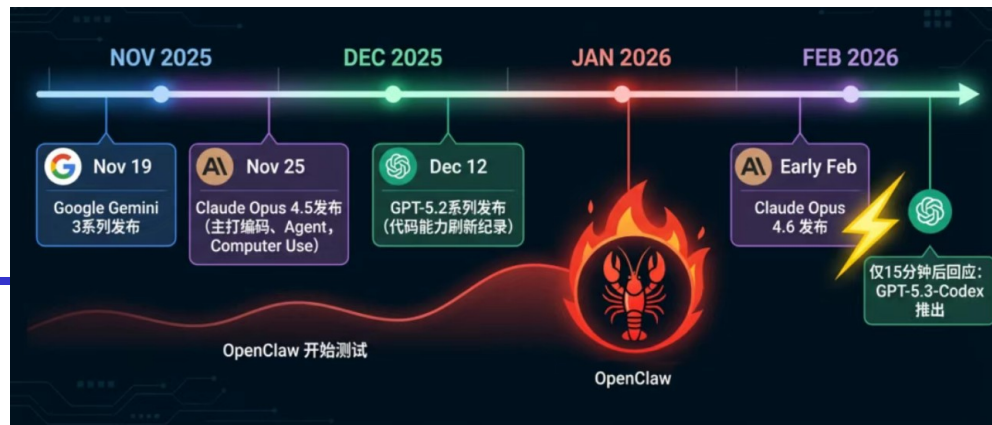 NOV 2025
DEC 2025
JAN 2026
FEB 2026
Nov 19
Google Gemini
3系列发布
Nov 25
Claude Opus 4.5发布
（主打编码、Agent，
Computer Use）
Dec 12
GPT-5.2系列发布
（代码能力刷新纪录）
Early Feb
Claude Opus
4.6 发布
仅15分钟后回应：
GPT-5.3-Codex
推出
OpenClaw 开始测试
OpenClaw